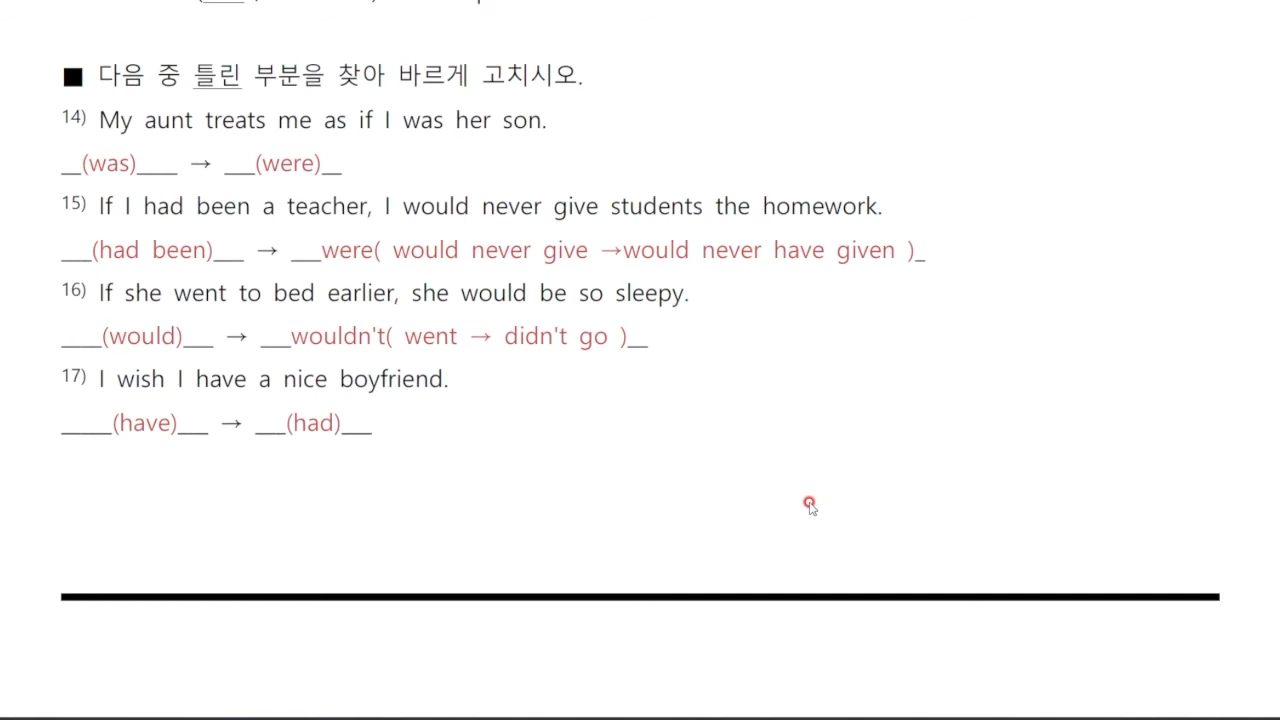 ■ 다음 중 틀린 부분을 찾아 바르게 고치시오.
14) My aunt treats me as if I was her son.
__(was)____ → ___(were)__
15) If I had been a teacher, I would never give students the homework.
___(had been)___ → ___were( would never give →would never have given )_
16) If she went to bed earlier, she would be so sleepy.
____(would)___ → ___wouldn't( went → didn't go )__
17) I wish I have a nice boyfriend.
_____(have)___ → ___(had)___